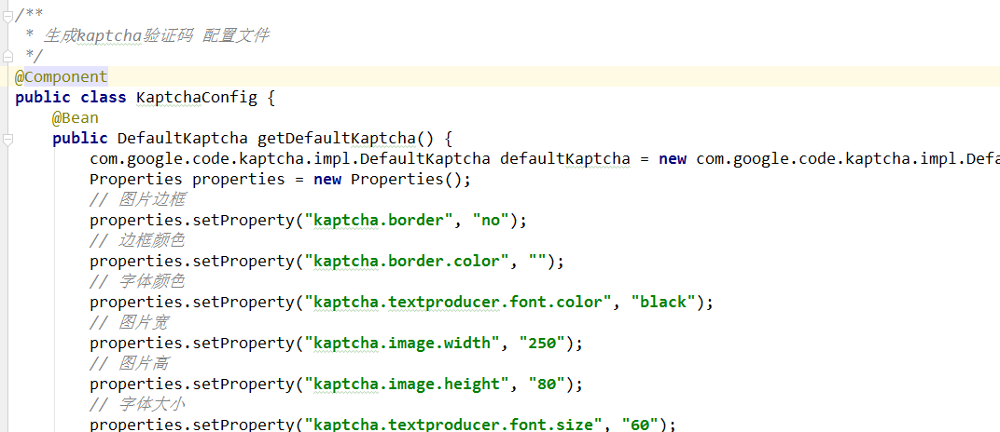 /**
 * 生成kaptcha验证码 配置文件
 */
@Component
public class KaptchaConfig {
    @Bean
    public DefaultKaptcha getDefaultKaptcha() {
        com.google.code.kaptcha.impl.DefaultKaptcha defaultKaptcha = new com.google.code.kaptcha.impl.Defa
        Properties properties = new Properties();
        // 图片边框
        properties.setProperty("kaptcha.border", "no");
        // 边框颜色
        properties.setProperty("kaptcha.border.color", "");
        // 字体颜色
        properties.setProperty("kaptcha.textproducer.font.color", "black");
        // 图片宽
        properties.setProperty("kaptcha.image.width", "250");
        // 图片高
        properties.setProperty("kaptcha.image.height", "80");
        // 字体大小
        properties.setProperty("kaptcha.textproducer.font.size", "60");